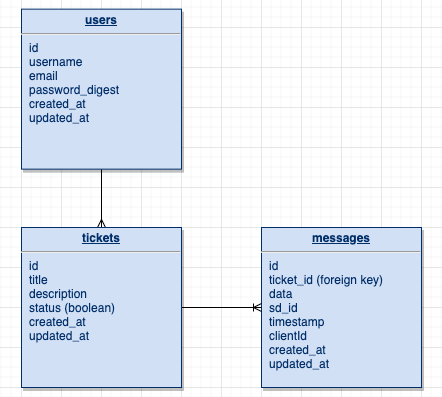 users
id
username
email
password_digest
created_at
updated_at
tickets
id
title
description
status (boolean)
created_at
updated_at
messages
id
ticket_id (foreign key)
data
sd_id
timestamp
clientId
created_at
updated_at